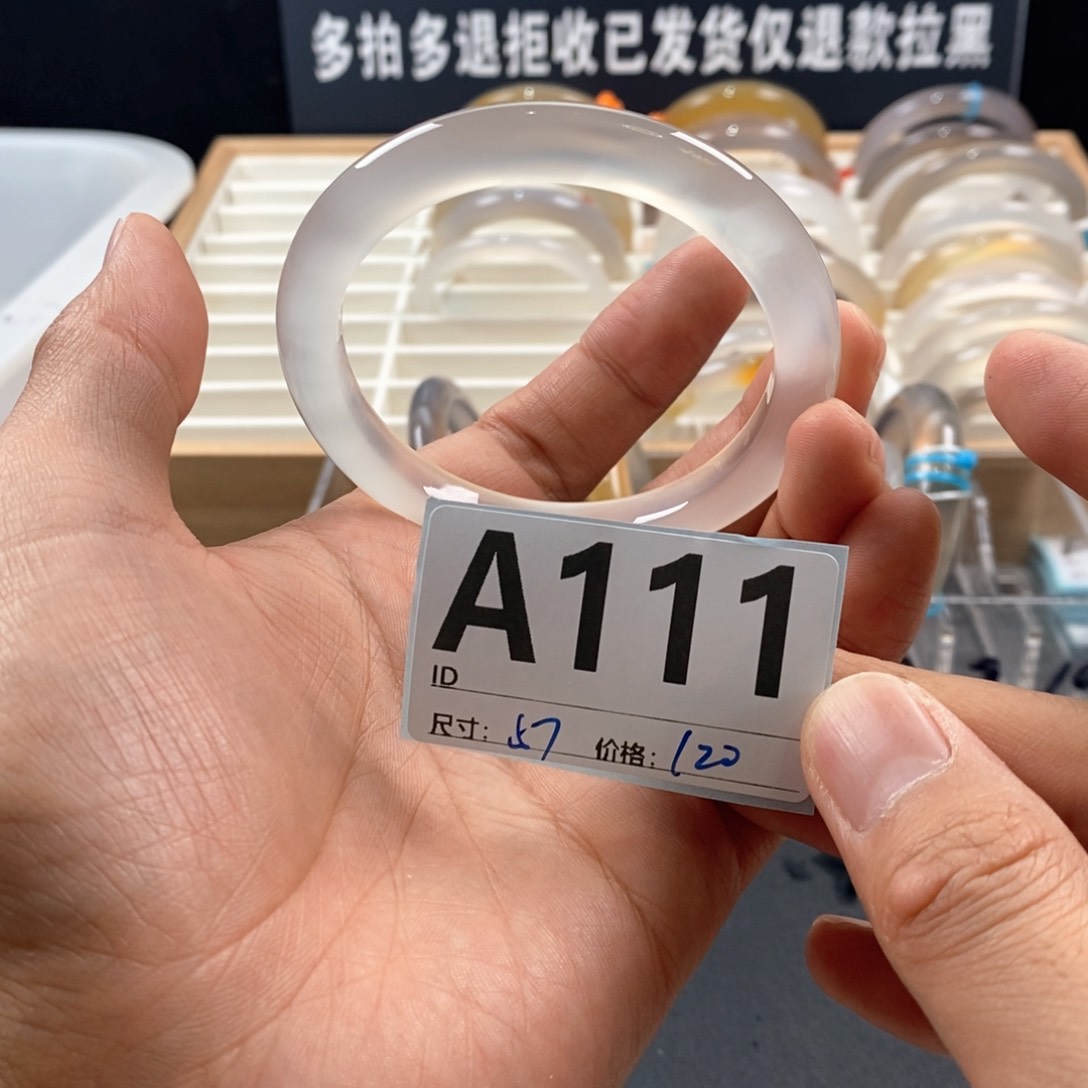 多拍多退拒收已发货仅退款拉黑
A111
ID
尺寸: 57 价格: 120